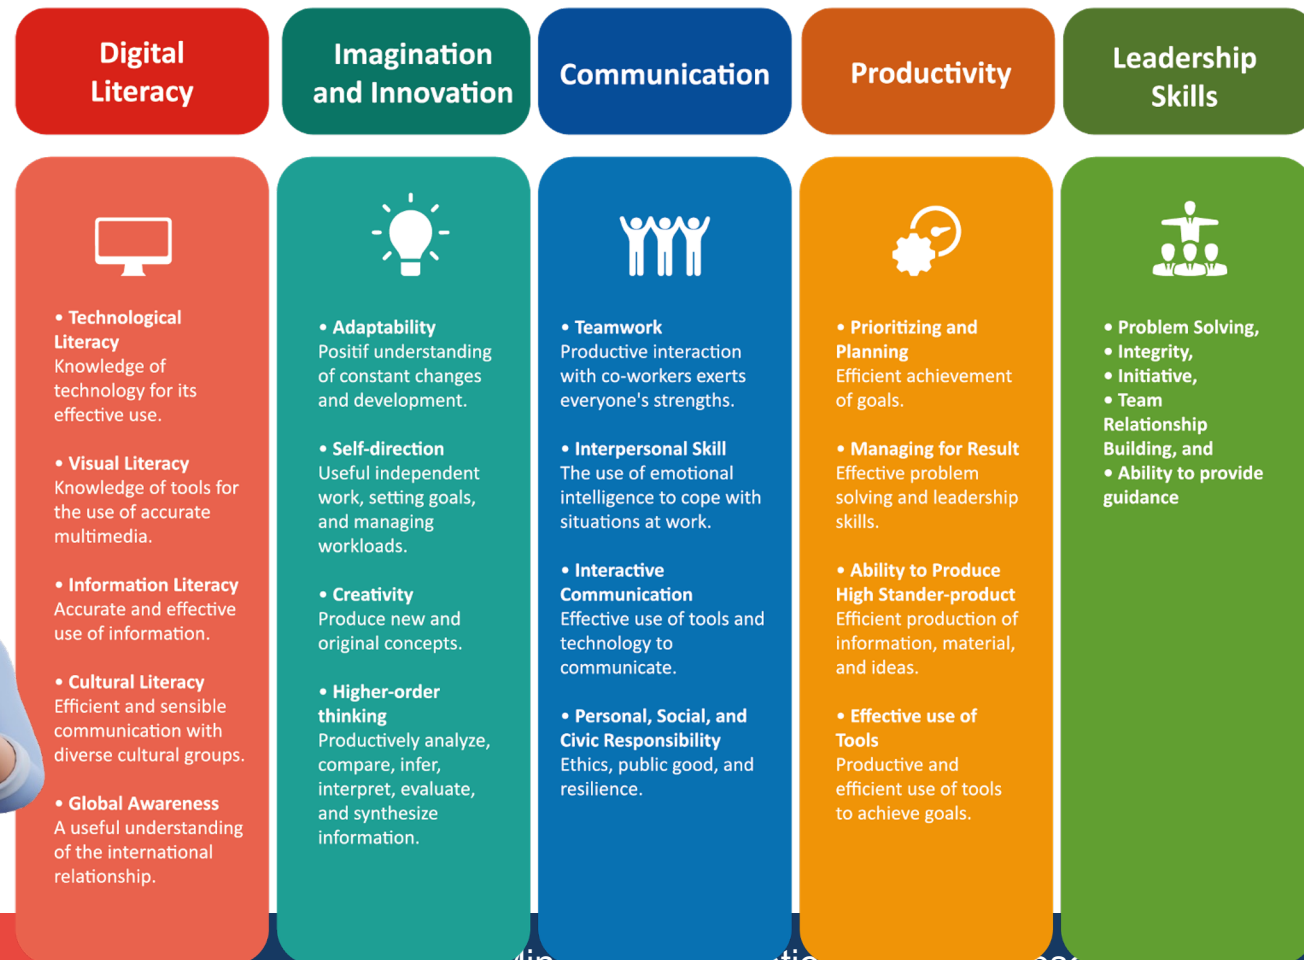 Digital
Literacy
• Technological
Literacy
Knowledge of
technology for its
effective use.
• Visual Literacy
Knowledge of tools for
the use of accurate
multimedia.
• Information Literacy
Accurate and effective
use of information.
• Cultural Literacy
Efficient and sensible
communication with
diverse cultural groups.
• Global Awareness
A useful understanding
of the international
relationship.
Imagination
and Innovation
• Adaptability
Positif understanding
of constant changes
and development.
• Self-direction
Useful independent
work, setting goals,
and managing
workloads.
• Creativity
Produce new and
original concepts.
• Higher-order
thinking
Productively analyze,
compare, infer,
interpret, evaluate,
and synthesize
information.
Communication
• Teamwork
Productive interaction
with co-workers exerts
everyone's strengths.
• Interpersonal Skill
The use of emotional
intelligence to cope with
situations at work.
• Interactive
Communication
Effective use of tools and
technology to
communicate.
• Personal, Social, and
Civic Responsibility
Ethics, public good, and
resilience.
Productivity
• Prioritizing and
Planning
Efficient achievement
of goals.
• Managing for Result
Effective problem
solving and leadership
skills.
• Ability to Produce
High Stander-product
Efficient production of
information, material,
and ideas.
• Effective use of
Tools
Productive and
efficient use of tools
to achieve goals.
Leadership
Skills
• Problem Solving,
• Integrity,
• Initiative,
• Team
Relationship
Building, and
• Ability to provide
guidance